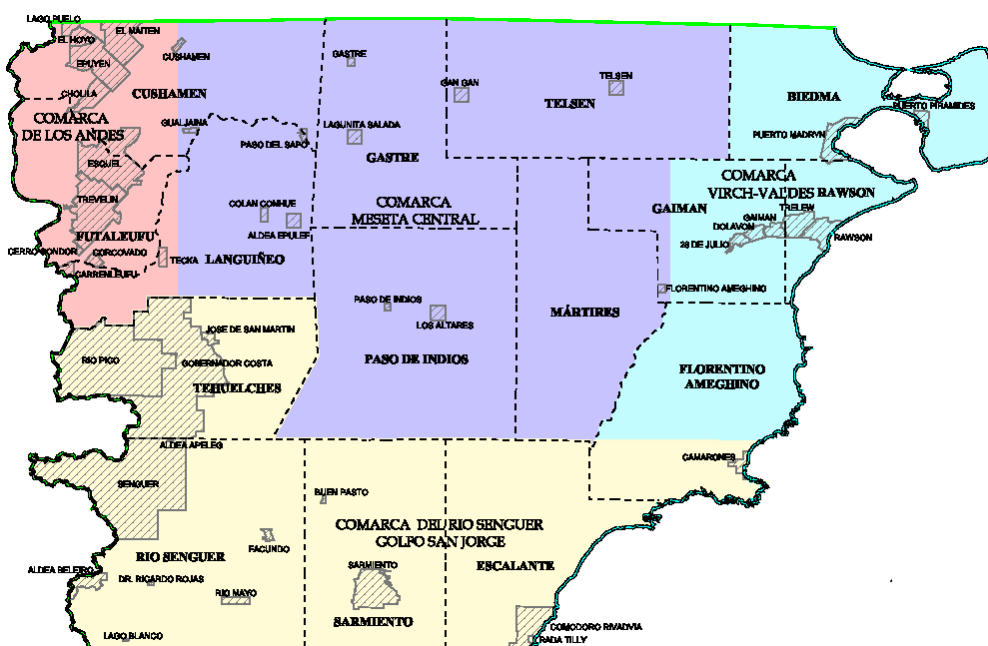 LAGO PUELO
EL HOYO
EL MAITEN
EPUYEN
CUSHAMEN
CHOLILA
CUSHAMEN
COMARCA
DE LOS ANDES
GUALJAINA
ESQUEL
TREVELIN
FUTALEUFU
CERRO CONDOR
CORCOVADO
CARRENLEUFU
TECKA
LANGUIÑEO
PASO DEL SAPO
COLAN CONHUE
ALDEA EPULEF
GASTRE
LAGUNITA SALADA
GASTRE
GAN GAN
TELSEN
TELSEN
COMARCA
MESETA CENTRAL
BIEDMA
PUERTO PIRAMIDES
PUERTO MADRYN
COMARCA
VIRCH-VALDES
RAWSON
GAIMAN
TRELEW
GAIMAN
DOLAVON
28 DE JULIO
RAWSON
FLORENTINO AMEGHINO
PASO DE INDIOS
LOS ALTARES
MÁRTIRES
PASO DE INDIOS
FLORENTINO
AMEGHINO
JOSE DE SAN MARTIN
RIO PICO
GOBERNADOR COSTA
TEHUELCHES
ALDEA APELEG
CAMARONES
SENGUER
BUEN PASTO
COMARCA DEL RIO SENGUER
GOLFO SAN JORGE
FACUNDO
RIO SENGUER
ESCALANTE
ALDEA BELEIRO
DR. RICARDO ROJAS
SARMIENTO
RIO MAYO
SARMIENTO
COMODORO RIVADVIA
RADA TILLY
LAGO BLANCO